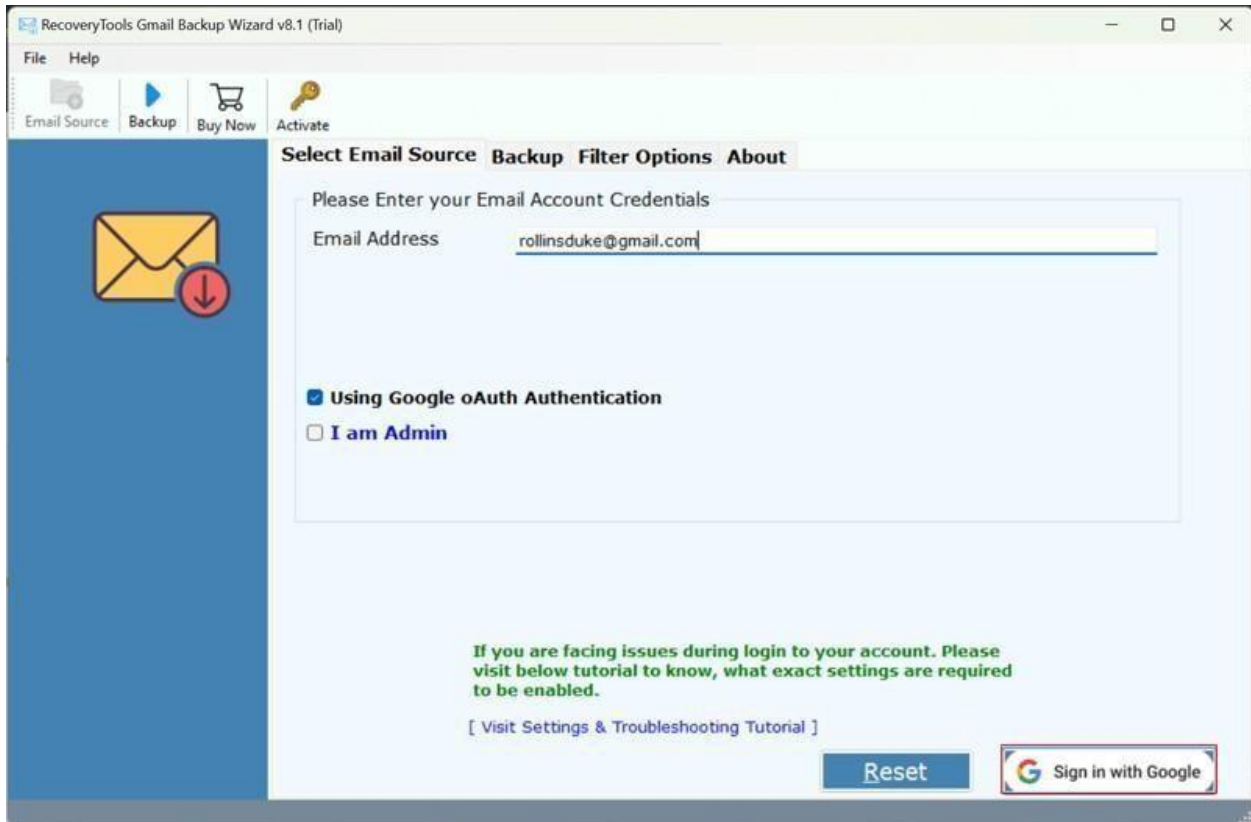 RecoveryTools Gmail Backup Wizard v8.1 (Trial)
File Help
Email Source Backup Buy Now Activate
Select Email Source Backup Filter Options About
Please Enter your Email Account Credentials
Email Address rollinsduke@gmail.com
Using Google oAuth Authentication
I am Admin
If you are facing issues during login to your account. Please
visit below tutorial to know, what exact settings are required
to be enabled.
[ Visit Settings & Troubleshooting Tutorial ]
Reset Sign in with Google